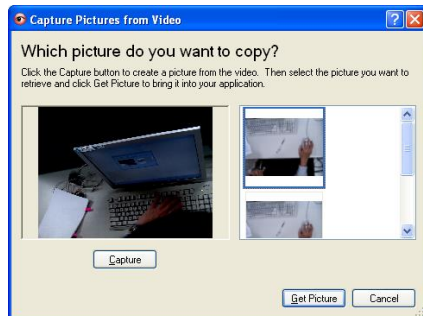 Capture Pictures from Video
Which picture do you want to copy?
Click the Capture button to create a picture from the video. Then select the picture you want to
retrieve and click Get Picture to bring it into your application.
Capture
Get Picture
Cancel